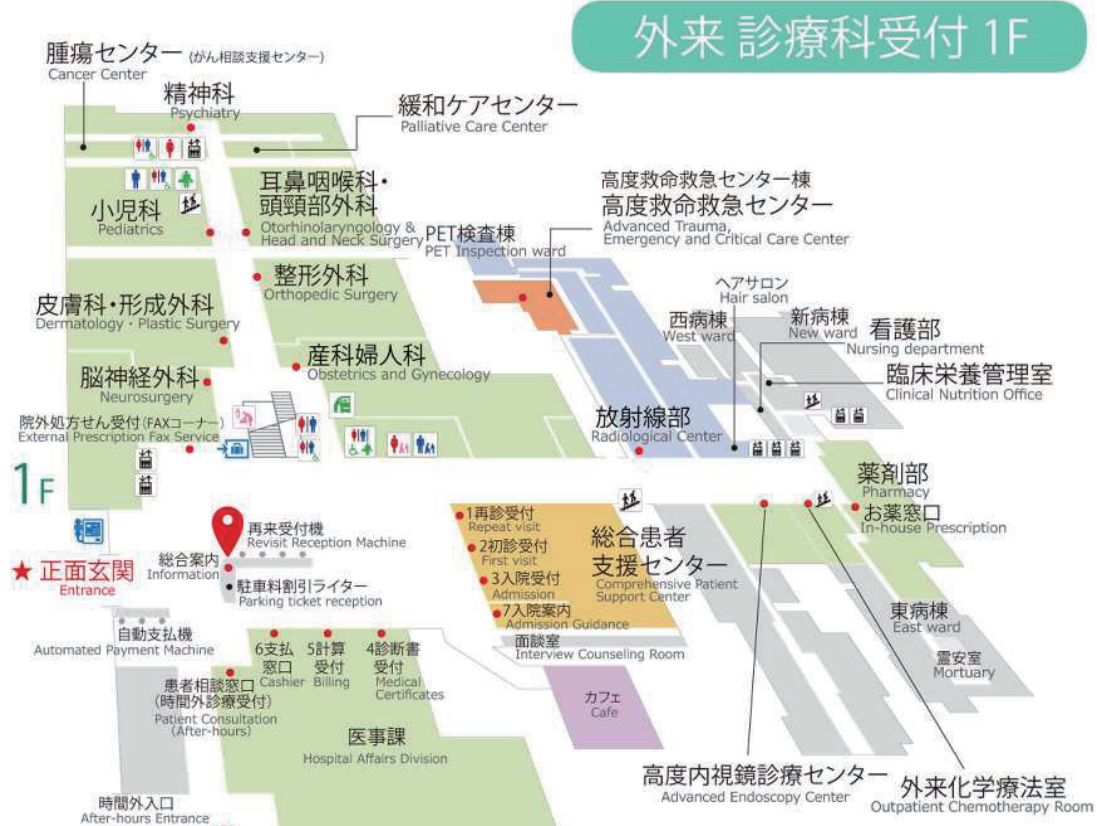 外来 診療科受付 1F
腫瘍センター (がん相談支援センター)
Cancer Center
精神科
Psychiatry
緩和ケアセンター
Palliative Care Center
小児科
Pediatrics
耳鼻咽喉科・
頭頸部外科
Otorhinolaryngology &
Head and Neck Surgery
PET検査棟
PET Inspection ward
高度救命救急センター棟
高度救命救急センター
Advanced Trauma,
Emergency and Critical Care Center
整形外科
Orthopedic Surgery
皮膚科・形成外科
Dermatology・Plastic Surgery
ヘアサロン
Hair salon
西病棟
West ward
新病棟
New ward
看護部
Nursing department
産科婦人科
Obstetrics and Gynecology
脳神経外科
Neurosurgery
臨床栄養管理室
Clinical Nutrition Office
院外処方せん受付(FAXコーナー)
External Prescription Fax Service
放射線部
Radiological Center
1F
薬剤部
Pharmacy
お薬窓口
In-house Prescription
再来受付機
Revisit Reception Machine
総合案内
Information
★正面玄関
Entrance
駐車料割引ライター
Parking ticket reception
1再診受付
Repeat visit
2初診受付
First visit
3入院受付
Admission
7入院案内
Admission Guidance
総合患者
支援センター
Comprehensive Patient
Support Center
面談室
Interview Counseling Room
東病棟
East ward
霊安室
Mortuary
自動支払機
Automated Payment Machine
6支払
窓口
Cashier
5計算
受付
Billing
4診断書
受付
Medical
Certificates
患者相談窓口
(時間外診療受付)
Patient Consultation
(After-hours)
カフェ
Cafe
医事課
Hospital Affairs Division
高度内視鏡診療センター
Advanced Endoscopy Center
外来化学療法室
Outpatient Chemotherapy Room
時間外入口
After-hours Entrance